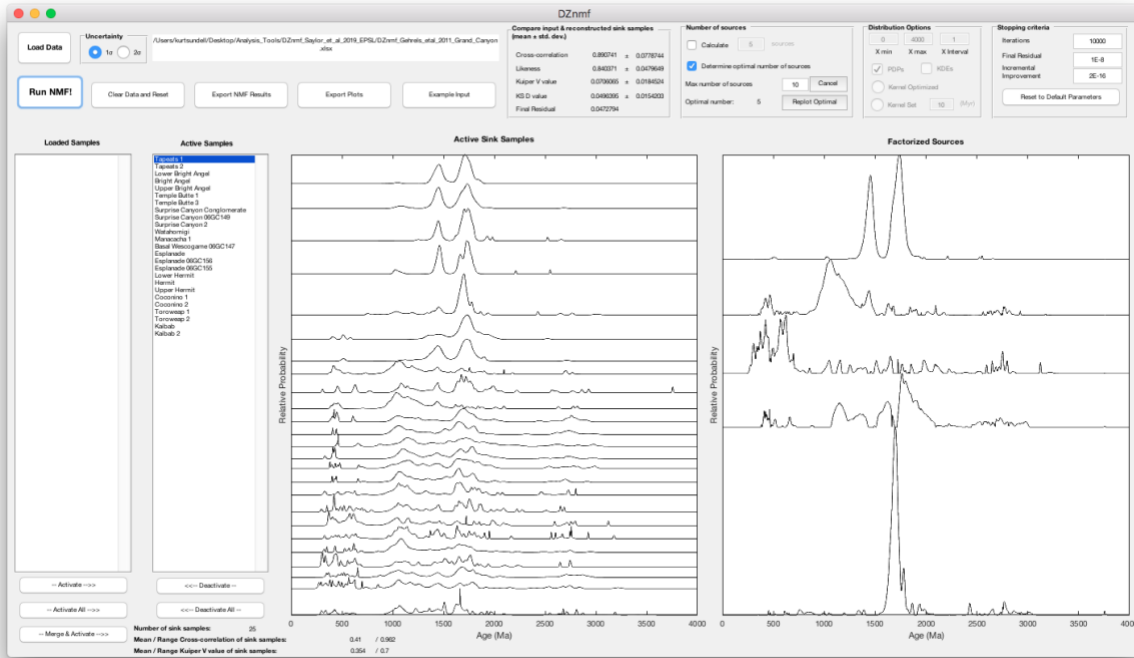 DZnmf
Load Data
Uncertainty
1σ
2σ
/Users/kurtsundell/Desktop/Analysis_Tools/DZnmf_Saylor_et_al_2019_EPSL/DZnmf_Gehrels_etal_2011_Grand_Canyon
.xlsx
Run NMF!
Clear Data and Reset
Export NMF Results
Export Plots
Example Input
Compare input & reconstructed sink samples
(mean ± std. dev.)
Cross-correlation 0.890741 ± 0.0778744
Likeness 0.840371 ± 0.0479649
Kuiper V value 0.0736065 ± 0.0184524
KS D value 0.0496395 ± 0.0154203
Final Residual 0.0472794
Number of sources
Calculate 5 sources
Determine optimal number of sources
Max number of sources 10 Cancel
Optimal number: 5 Replot Optimal
Distribution Options
0 4000 1
X min X max X Interval
PDPs KDEs
Kernel Optimized
Kernel Set 10 (Myr)
Stopping criteria
Iterations 10000
Final Residual 1E-8
Incremental
Improvement 2E-16
Reset to Default Parameters
Loaded Samples
-- Activate -->>
-- Activate All -->>
-- Merge & Activate -->>
Active Samples
Tapeats 1
Tapeats 2
Lower Bright Angel
Bright Angel
Upper Bright Angel
Temple Butte 1
Temple Butte 3
Surprise Canyon Conglomerate
Surprise Canyon 06GC149
Surprise Canyon 2
Watahomigi
Manacacha 1
Basal Wescogame 06GC147
Esplanade
Esplanade 06GC156
Esplanade 06GC155
Lower Hermit
Hermit
Upper Hermit
Coconino 1
Coconino 2
Toroweap 1
Toroweap 2
Kaibab
Kaibab 2
<<-- Deactivate --
<<-- Deactivate All --
Number of sink samples: 25
Mean / Range Cross-correlation of sink samples: 0.41 / 0.962
Mean / Range Kuiper V value of sink samples: 0.354 / 0.7
Active Sink Samples
Relative Probability
0 500 1000 1500 2000 2500 3000 3500 4000
Age (Ma)
Factorized Sources
Relative Probability
0 500 1000 1500 2000 2500 3000 3500 400
Age (Ma)